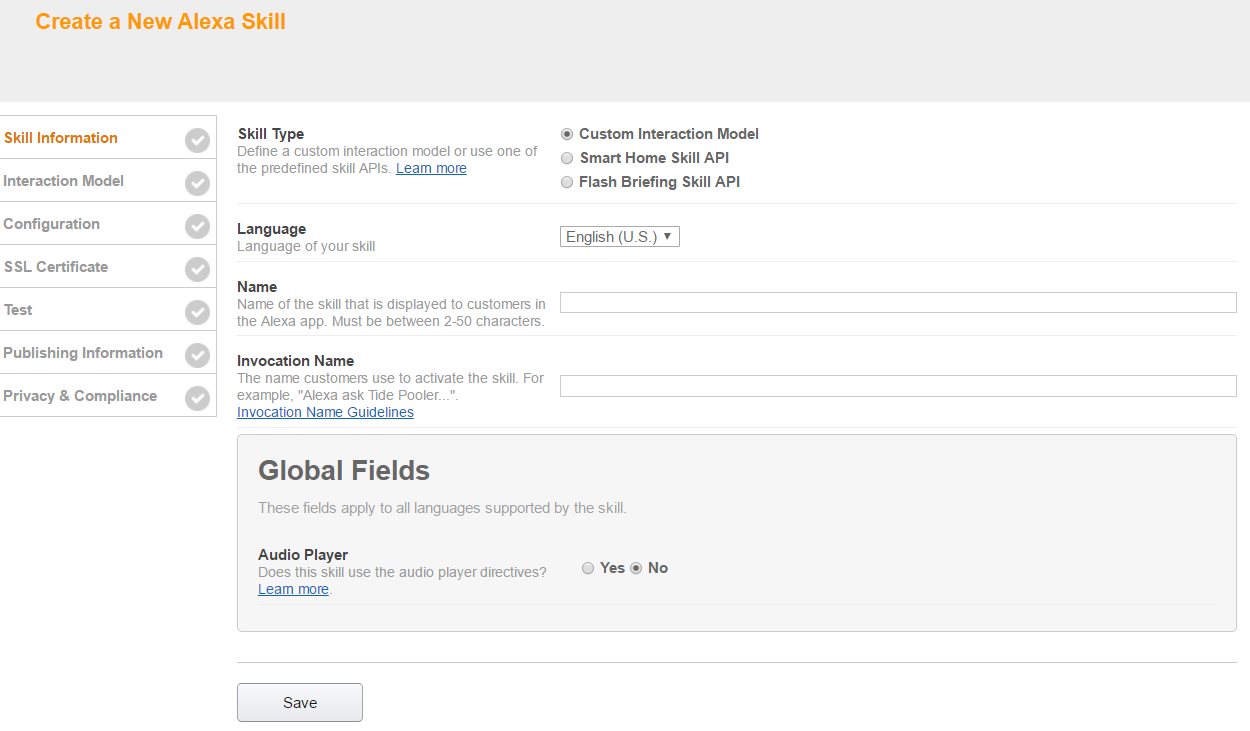 Create a New Alexa Skill
Skill Information
Interaction Model
Configuration
SSL Certificate
Test
Publishing Information
Privacy & Compliance
Skill Type
Define a custom interaction model or use one of
the predefined skill APIs. Learn more
Custom Interaction Model
Smart Home Skill API
Flash Briefing Skill API
Language
Language of your skill
English (U.S.)
Name
Name of the skill that is displayed to customers in
the Alexa app. Must be between 2-50 characters.
Invocation Name
The name customers use to activate the skill. For
example, "Alexa ask Tide Pooler...".
Invocation Name Guidelines
Global Fields
These fields apply to all languages supported by the skill.
Audio Player
Does this skill use the audio player directives?
Learn more.
Yes No
Save